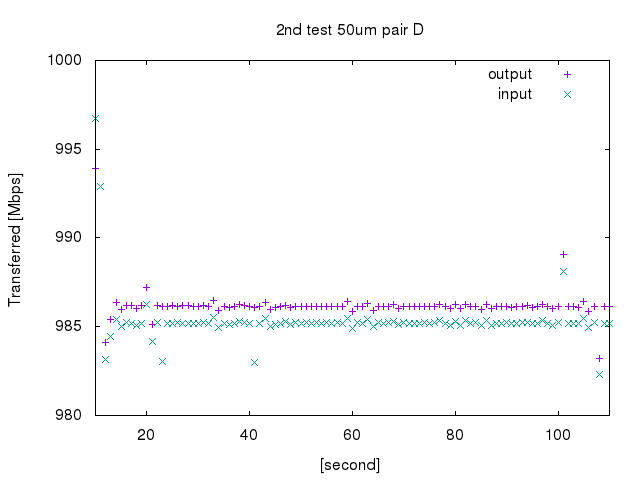 2nd test 50um pair D
1000
output
input
995
990
Transferred [Mbps]
985
980
20 40 60 80 100
[second]